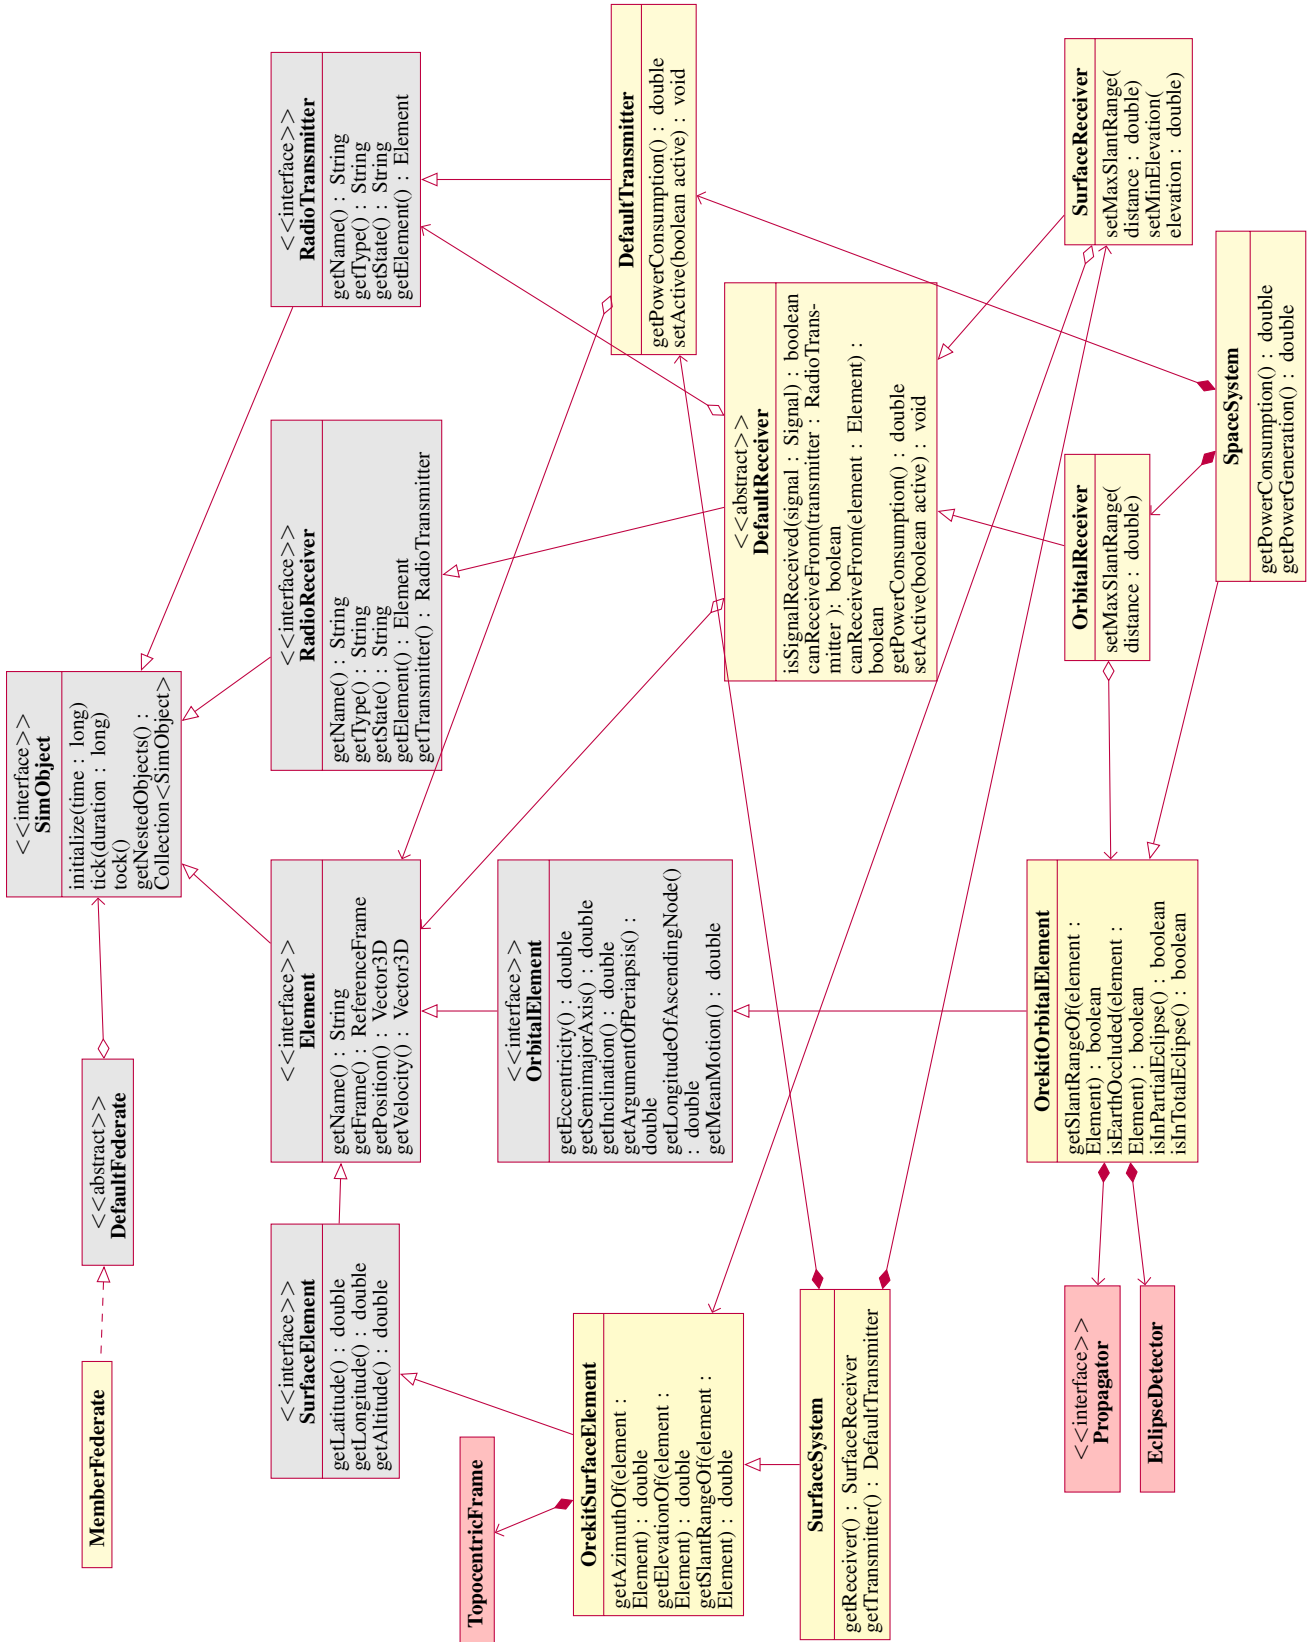 <<interface>>
SimObject
initialize(time : long)
tick(duration : long)
tock()
getNestedObjects() :
Collection<SimObject>
MemberFederate
<<abstract>>
DefaultFederate
<<interface>>
SurfaceElement
getLatitude() : double
getLongitude() : double
getAltitude() : double
<<interface>>
Element
getName() : String
getFrame() : ReferenceFrame
getPosition() : Vector3D
getVelocity() : Vector3D
<<interface>>
RadioReceiver
getName() : String
getType() : String
getState() : String
getElement() : Element
getTransmitter() : RadioTransmitter
<<interface>>
RadioTransmitter
getName() : String
getType() : String
getState() : String
getElement() : Element
TopocentricFrame
<<interface>>
OrbitalElement
getEccentricity() : double
getSemimajorAxis() : double
getInclination() : double
getArgumentOfPeriapsis() :
double
getLongitudeOfAscendingNode()
: double
getMeanMotion() : double
OrekitSurfaceElement
getAzimuthOf(element :
Element) : double
getElevationOf(element :
Element) : double
getSlantRangeOf(element :
Element) : double
DefaultTransmitter
getPowerConsumption() : double
setActive(boolean active) : void
<<abstract>>
DefaultReceiver
isSignalReceived(signal : Signal) : boolean
canReceiveFrom(transmitter : RadioTrans-
mitter ): boolean
canReceiveFrom(element : Element) :
boolean
getPowerConsumption() : double
setActive(boolean active) : void
SurfaceSystem
getReceiver() : SurfaceReceiver
getTransmitter() : DefaultTransmitter
OrekitOrbitalElement
getSlantRangeOf(element :
Element) : boolean
isEarthOccluded(element :
Element) : boolean
isInPartialEclipse() : boolean
isInTotalEclipse() : boolean
OrbitalReceiver
setMaxSlantRange(
distance : double)
SurfaceReceiver
setMaxSlantRange(
distance : double)
setMinElevation(
elevation : double)
<<interface>>
Propagator
EclipseDetector
SpaceSystem
getPowerConsumption() : double
getPowerGeneration() : double